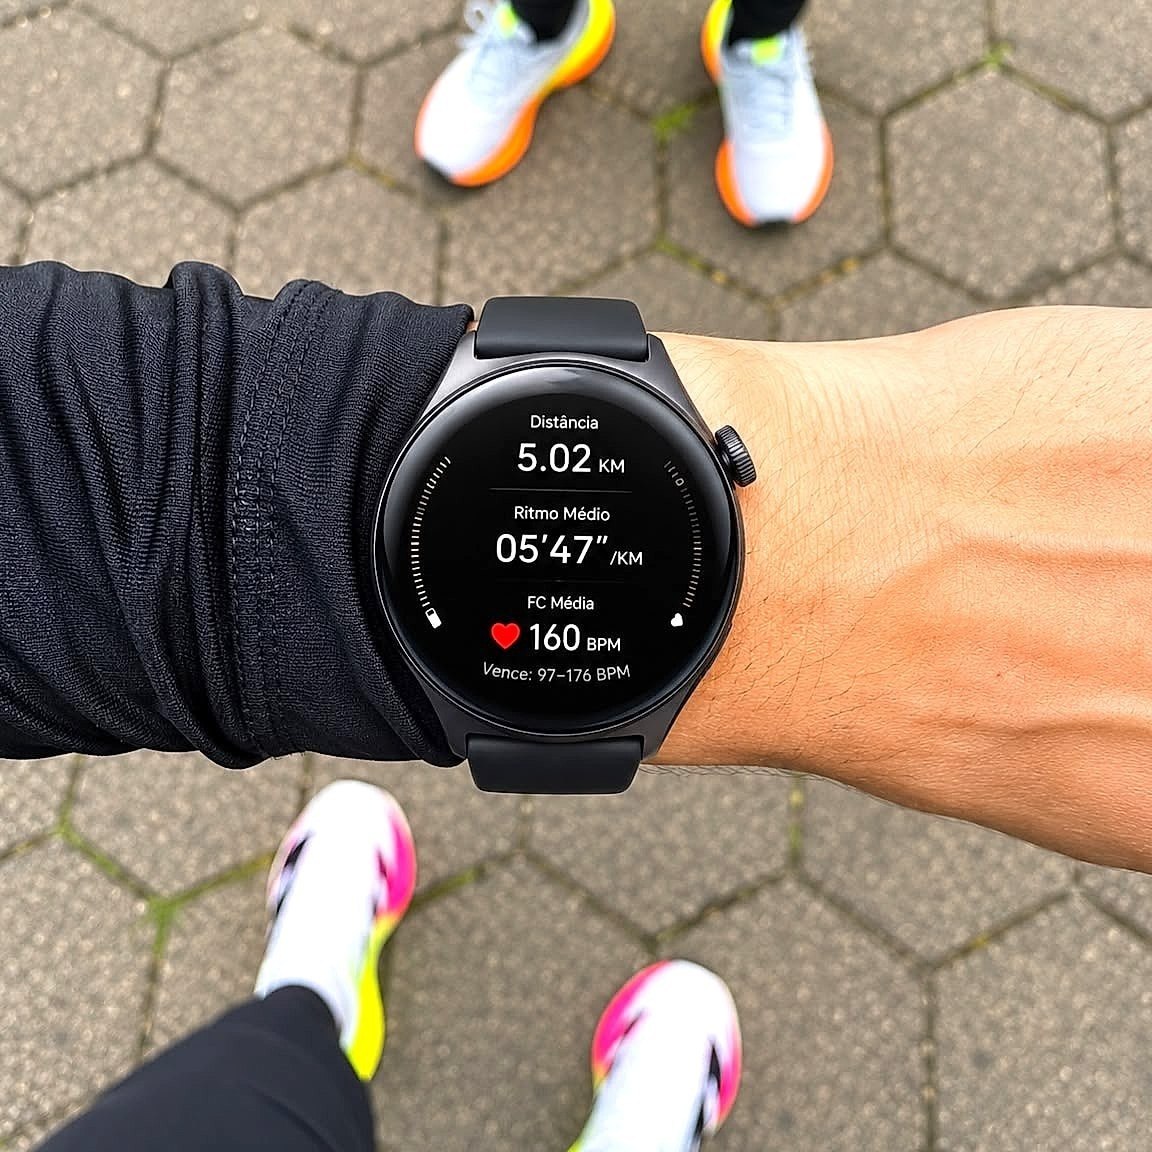 Distância
5.02 KM
Ritmo Médio
05'47"/KM
FC Média
160 BPM
Vence: 97–176 BPM